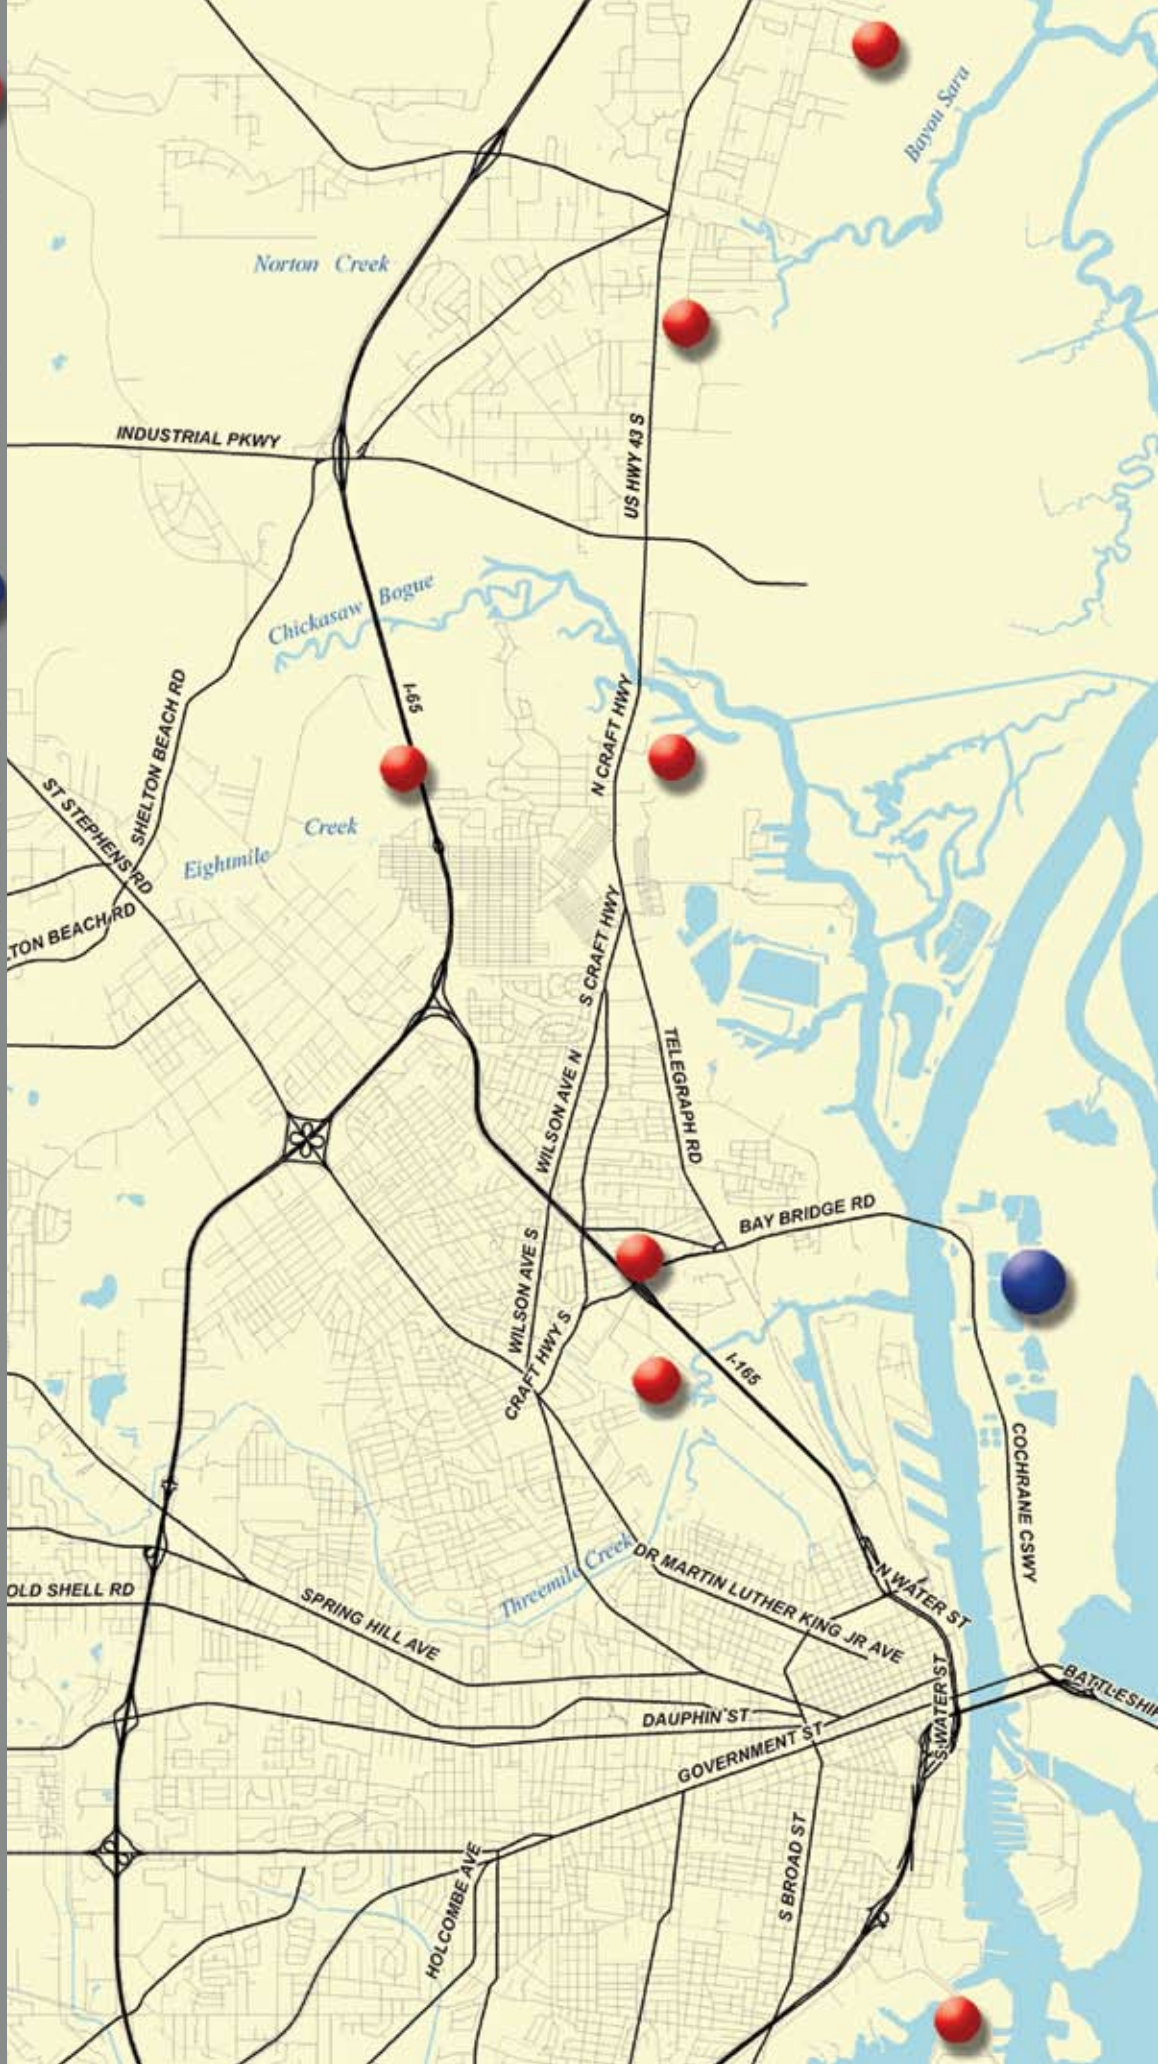 Bayou Sara
Norton Creek
INDUSTRIAL PKWY
US HWY 43 S
Chickasaw Bogue
I-65
N CRAFT HWY
SHELTON BEACH RD
ST STEPHENS RD
Eightmile Creek
TON BEACH RD
S CRAFT HWY
TELEGRAPH RD
WILSON AVE N
BAY BRIDGE RD
WILSON AVE S
CRAFT HWY S
I-165
COCHRANE CSWY
Threemile Creek
DR MARTIN LUTHER KING JR AVE
N WATER ST
OLD SHELL RD
SPRING HILL AVE
BATTLESHIP
S WATER ST
DAUPHIN ST
GOVERNMENT ST
S BROAD ST
HOLCOMBE AVE